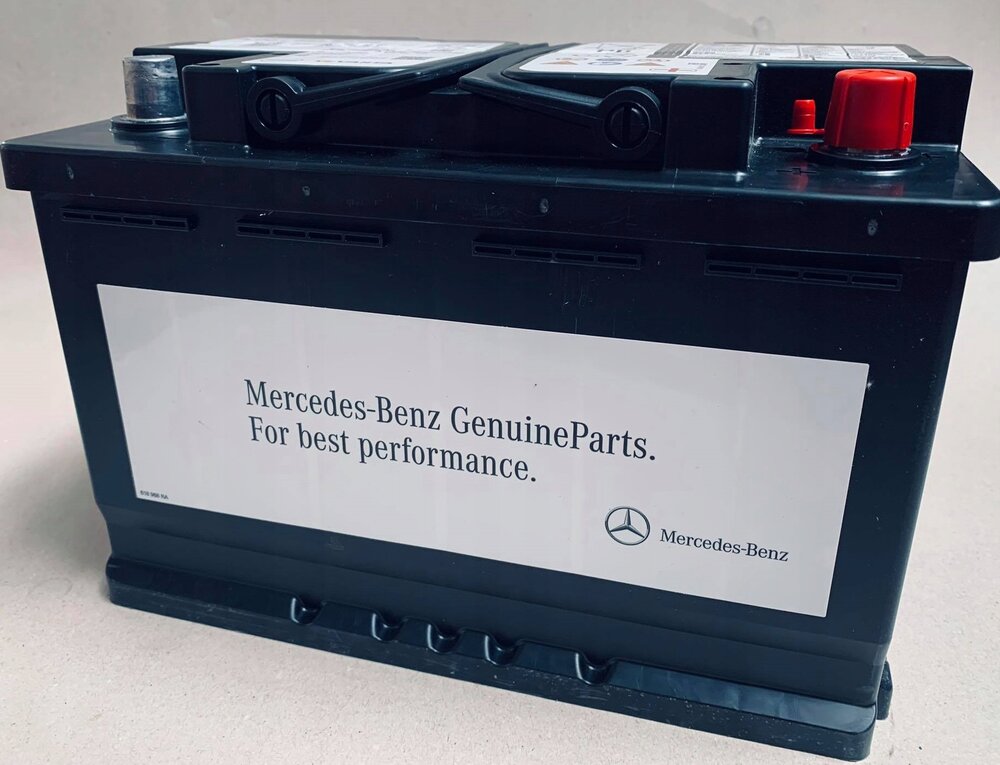 Mercedes-Benz GenuineParts.
For best performance.
Mercedes-Benz